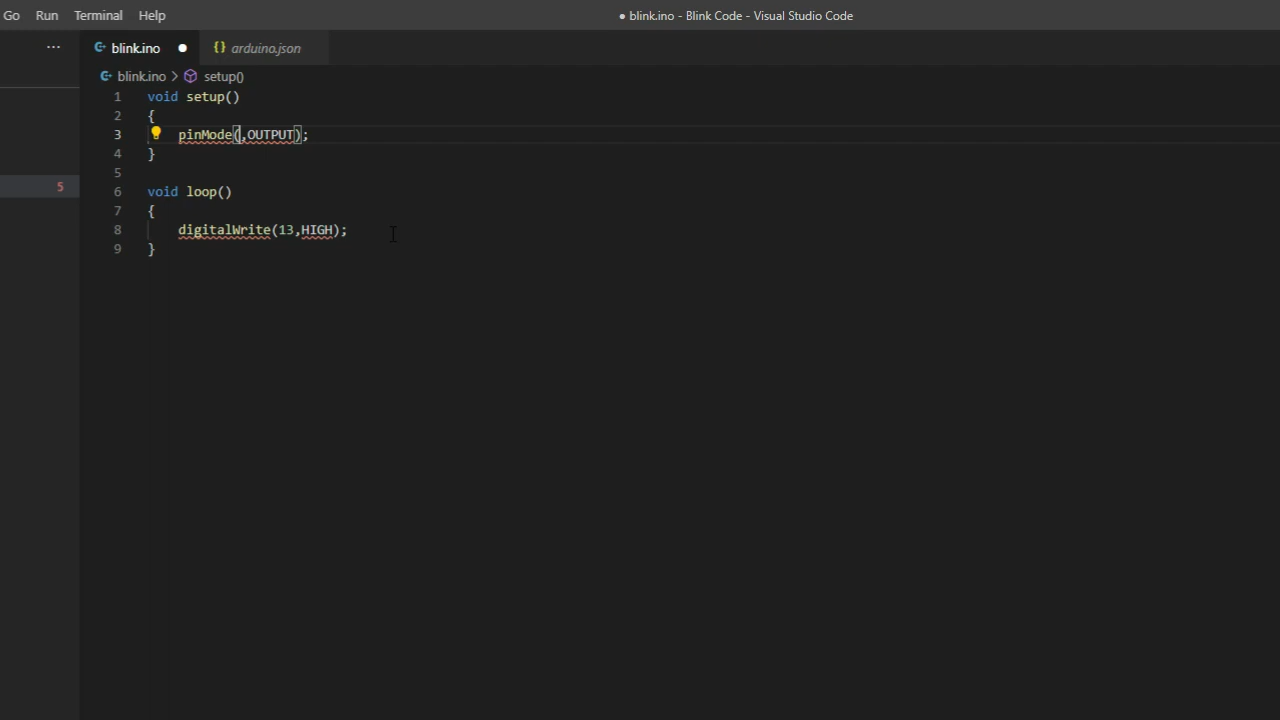 Go Run Terminal Help ● blink.ino - Blink Code - Visual Studio Code
··· blink.ino ● {} arduino.json
blink.ino > setup()
1 void setup()
2 {
3 pinMode(,OUTPUT);
4 }
5
6 void loop()
7 {
8 digitalWrite(13,HIGH);
9 }
5